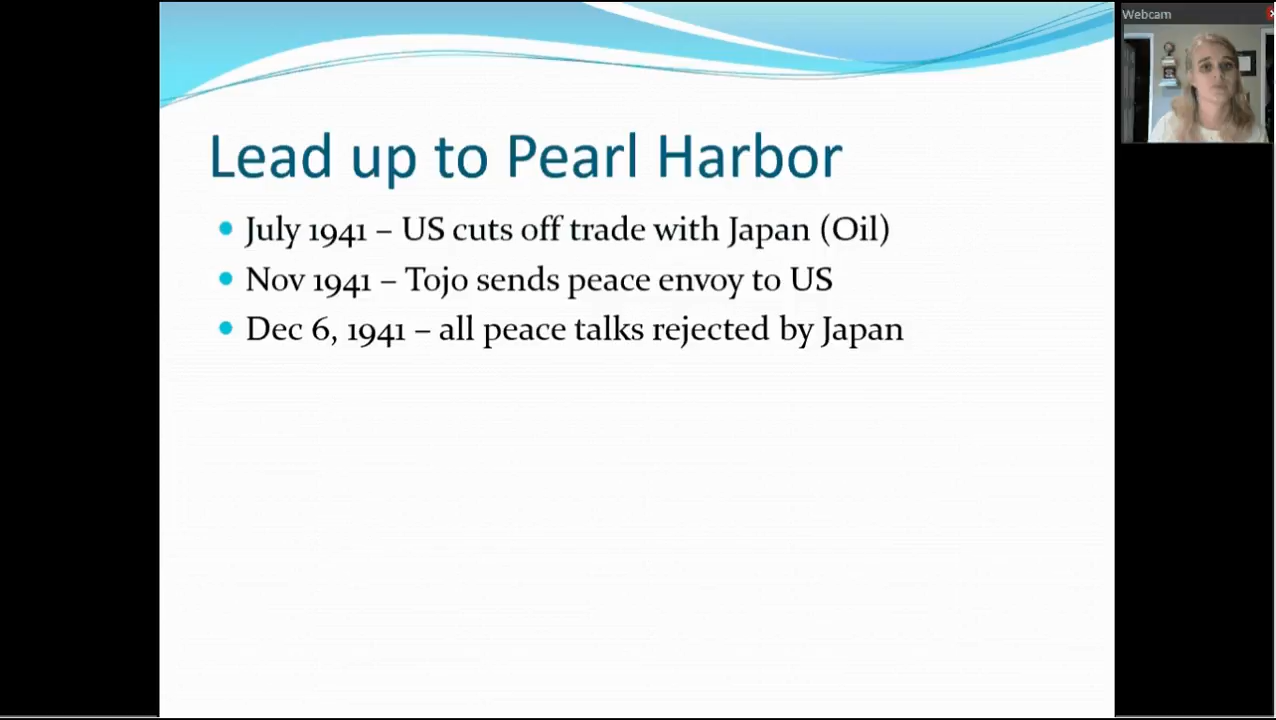 Webcam
Lead up to Pearl Harbor
July 1941 – US cuts off trade with Japan (Oil)
Nov 1941 – Tojo sends peace envoy to US
Dec 6, 1941 – all peace talks rejected by Japan